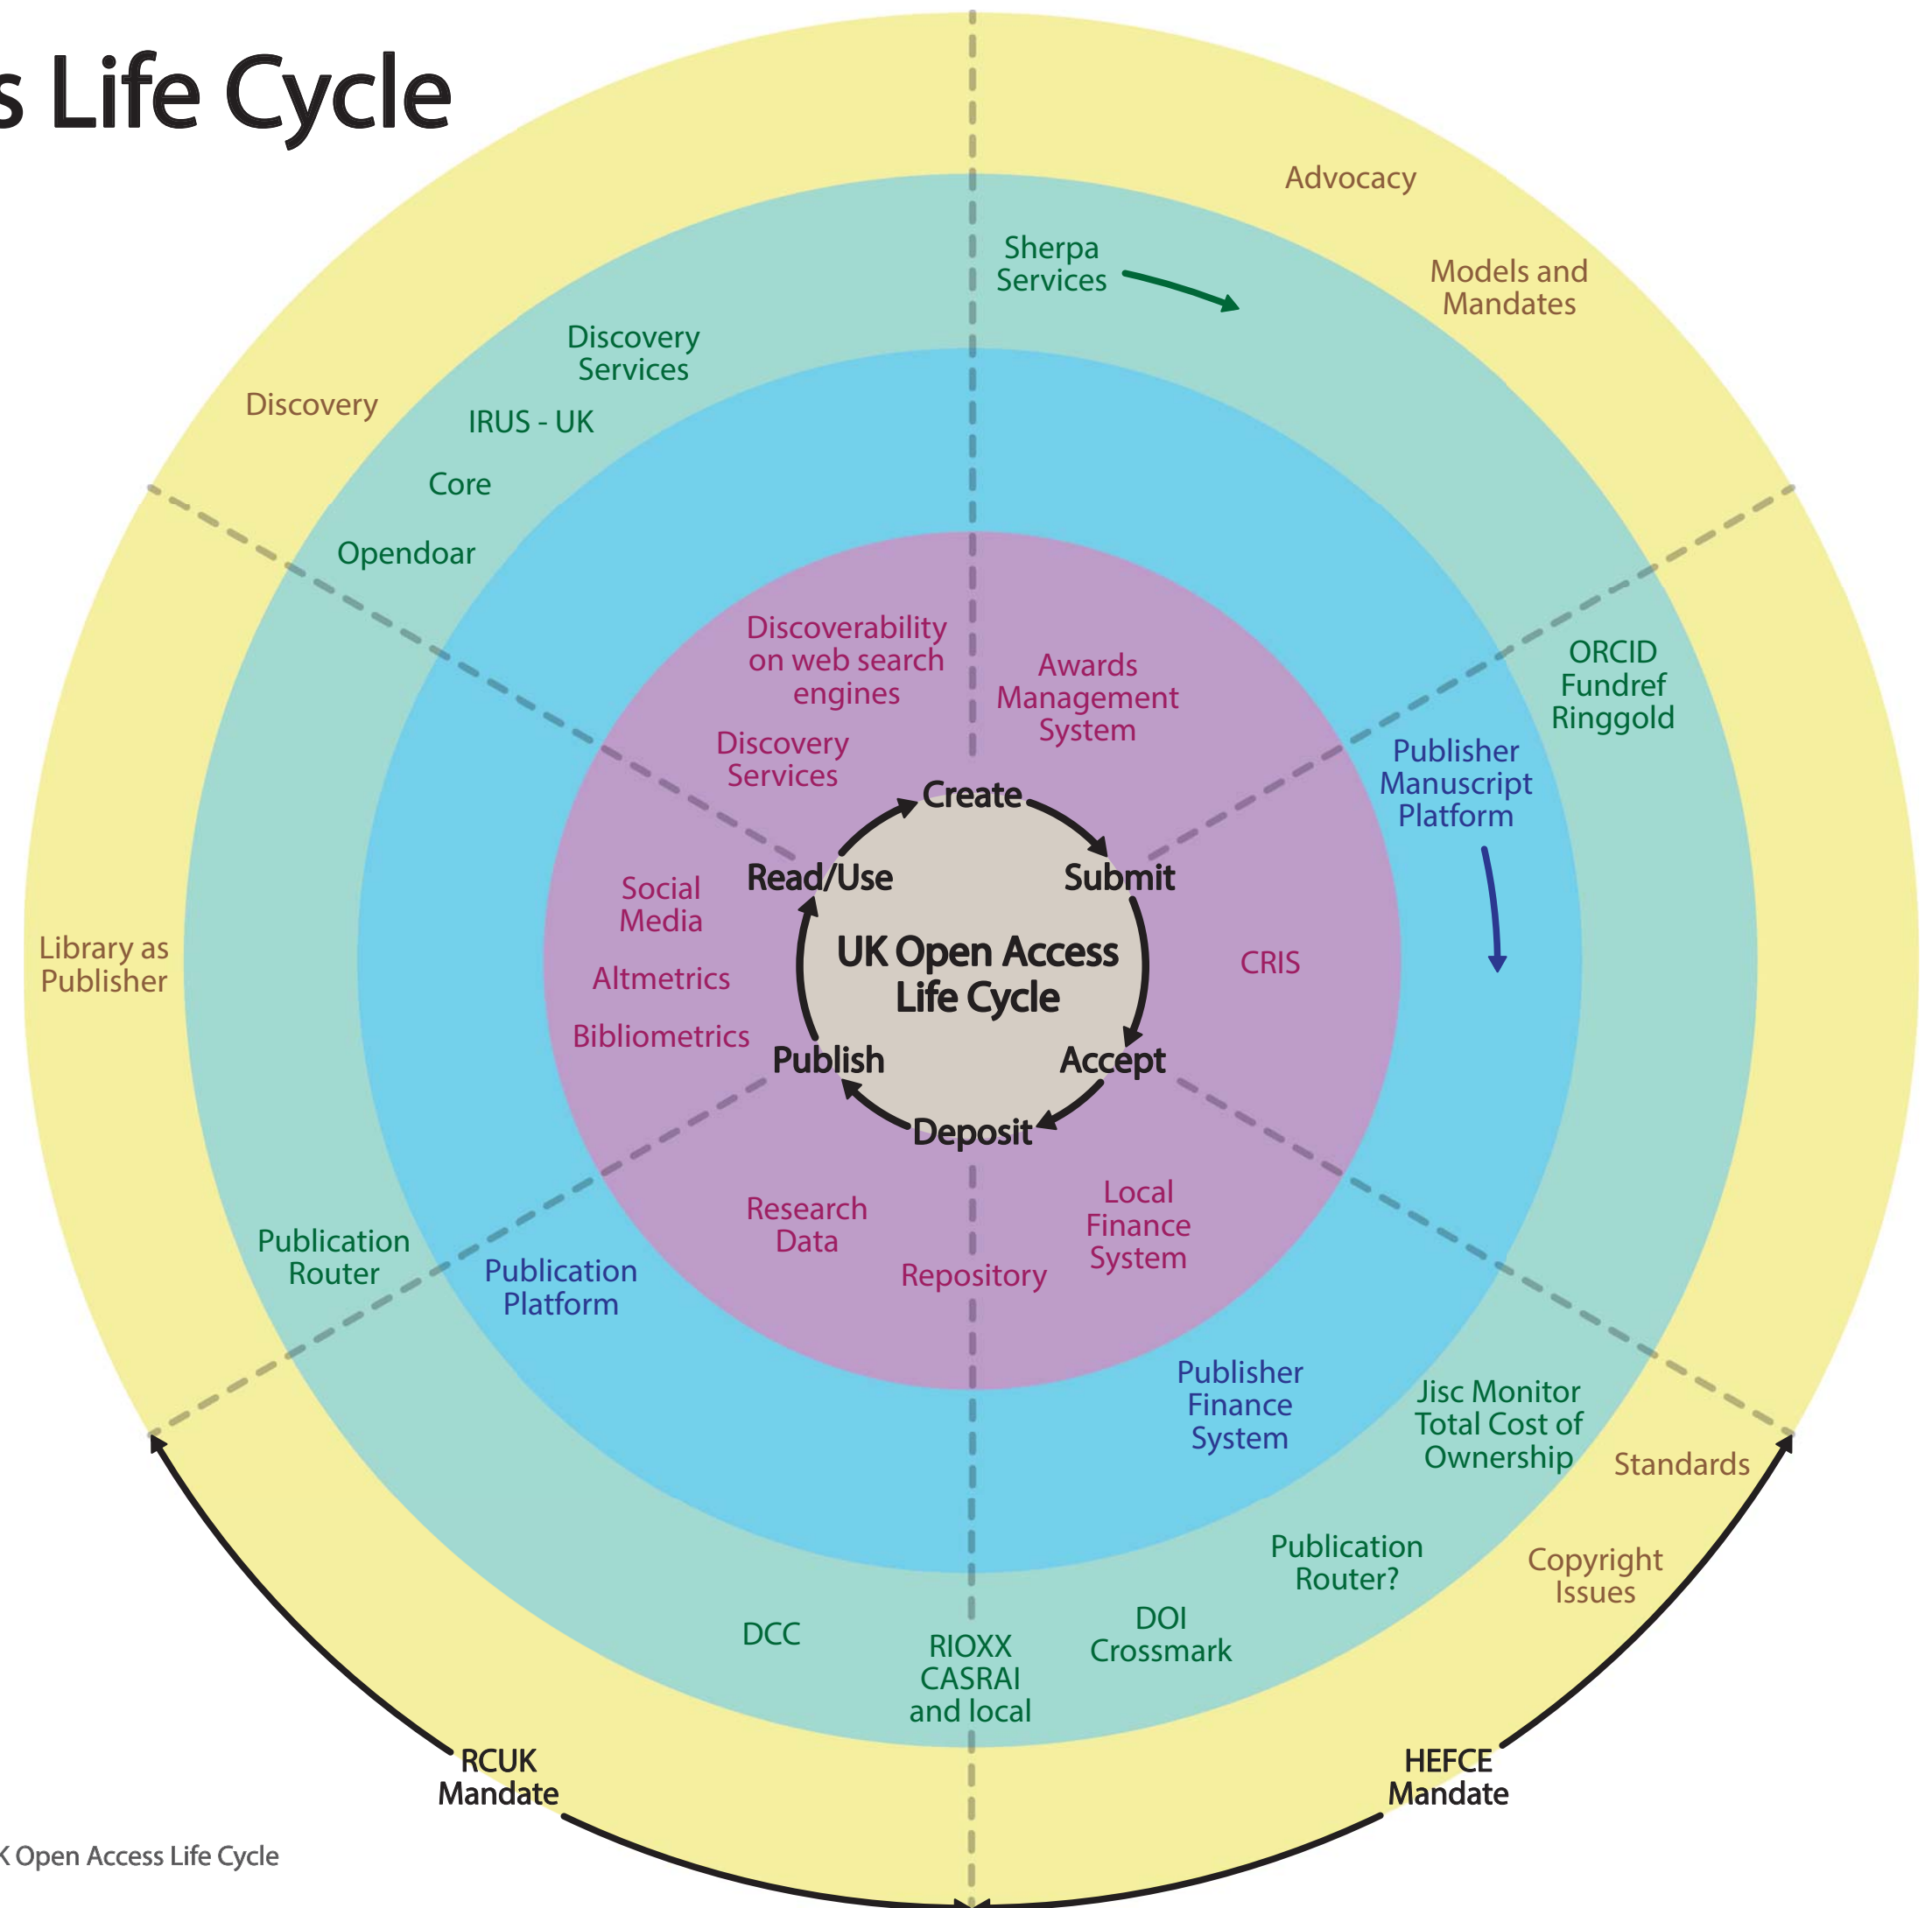 s Life Cycle
Advocacy
Models and
Mandates
Sherpa
Services
Discovery
Services
Discovery
IRUS - UK
Core
Opendoar
ORCID
Fundref
Ringgold
Discoverability
on web search
engines
Awards
Management
System
Discovery
Services
Publisher
Manuscript
Platform
Create
Read/Use
Submit
Social
Media
Altmetrics
Bibliometrics
UK Open Access
Life Cycle
CRIS
Library as
Publisher
Publish
Accept
Deposit
Research
Data
Local
Finance
System
Repository
Publication
Router
Publication
Platform
Publisher
Finance
System
Jisc Monitor
Total Cost of
Ownership
Standards
Publication
Router?
Copyright
Issues
DCC
RIOXX
CASRAI
and local
DOI
Crossmark
RCUK
Mandate
HEFCE
Mandate
K Open Access Life Cycle